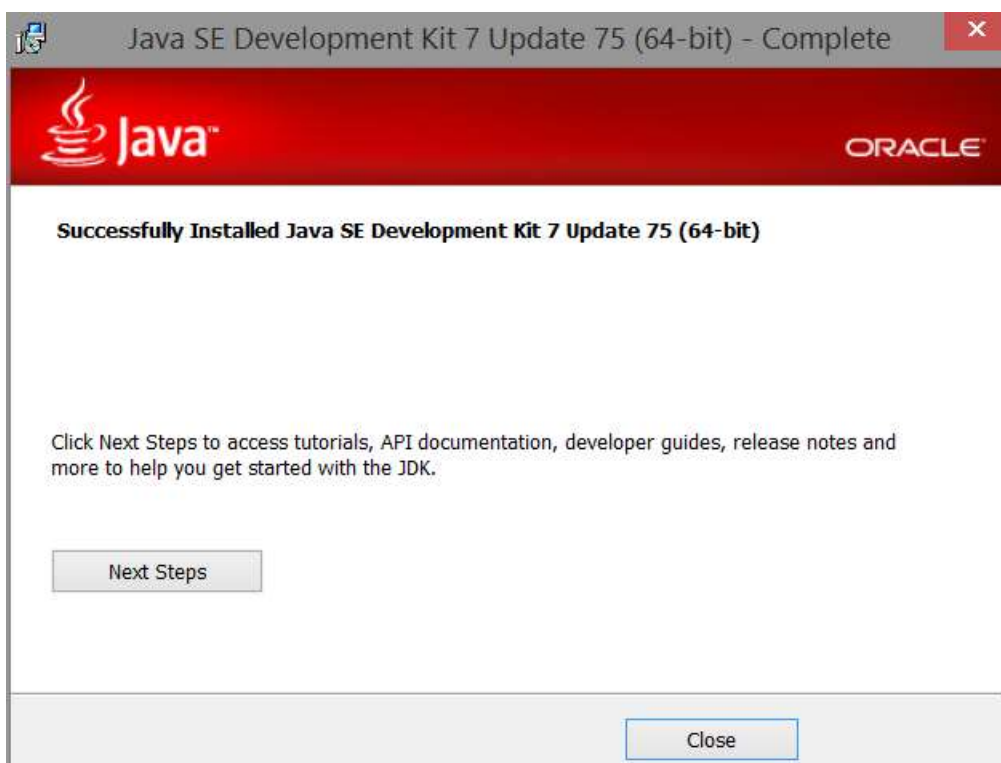 Java SE Development Kit 7 Update 75 (64-bit) - Complete
Java™
ORACLE
Successfully Installed Java SE Development Kit 7 Update 75 (64-bit)
Click Next Steps to access tutorials, API documentation, developer guides, release notes and
more to help you get started with the JDK.
Next Steps
Close